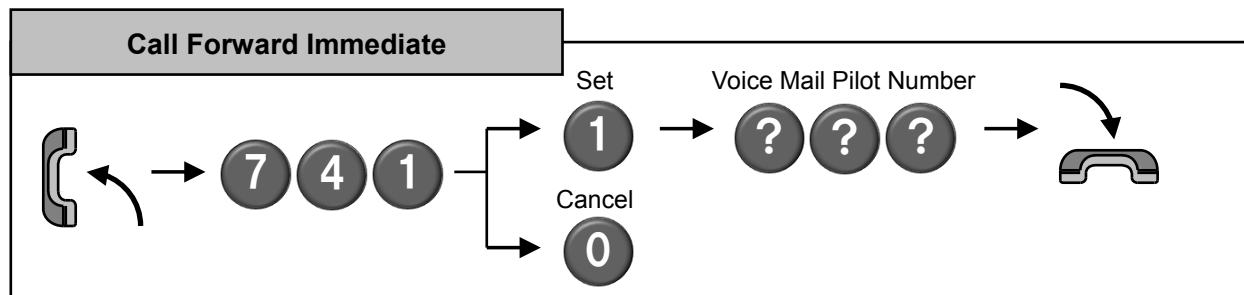 Call Forward Immediate
Set
Voice Mail Pilot Number
7 4 1
1
? ? ?
Cancel
0